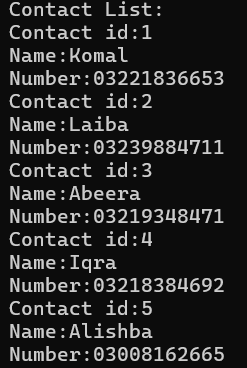 Contact List:
Contact id:1
Name:Komal
Number:03221836653
Contact id:2
Name:Laiba
Number:03239884711
Contact id:3
Name:Abeera
Number:03219348471
Contact id:4
Name:Iqra
Number:03218384692
Contact id:5
Name:Alishba
Number:03008162665